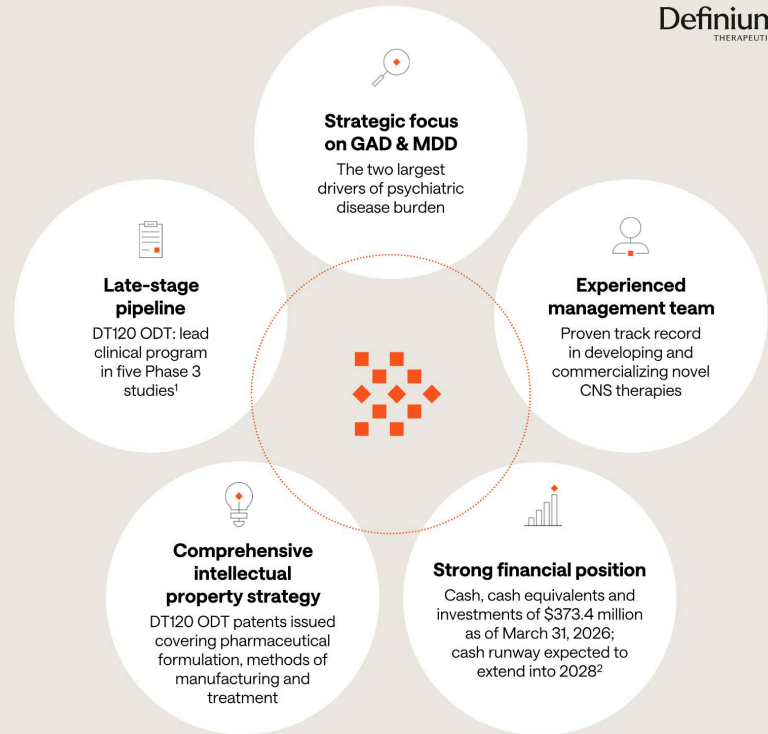 Strategic focus
on GAD & MDD
The two largest
drivers of psychiatric
disease burden
Late-stage
pipeline
DT120 ODT: lead
clinical program
in five Phase 3
studies¹
Experienced
management team
Proven track record
in developing and
commercializing novel
CNS therapies
Comprehensive
intellectual
property strategy
DT120 ODT patents issued
covering pharmaceutical
formulation, methods of
manufacturing and
treatment
Strong financial position
Cash, cash equivalents and
investments of $373.4 million
as of March 31, 2026;
cash runway expected to
extend into 2028²